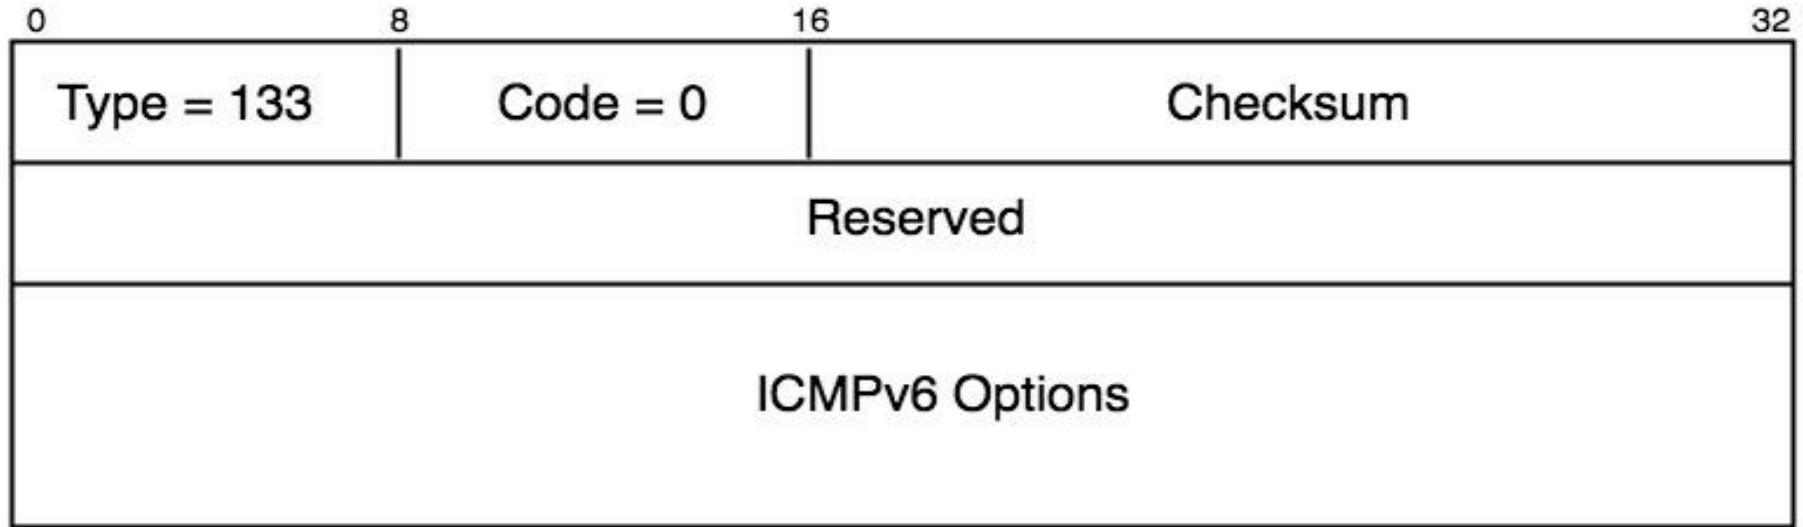 0 8 16 32
Type = 133 Code = 0 Checksum
Reserved
ICMPv6 Options